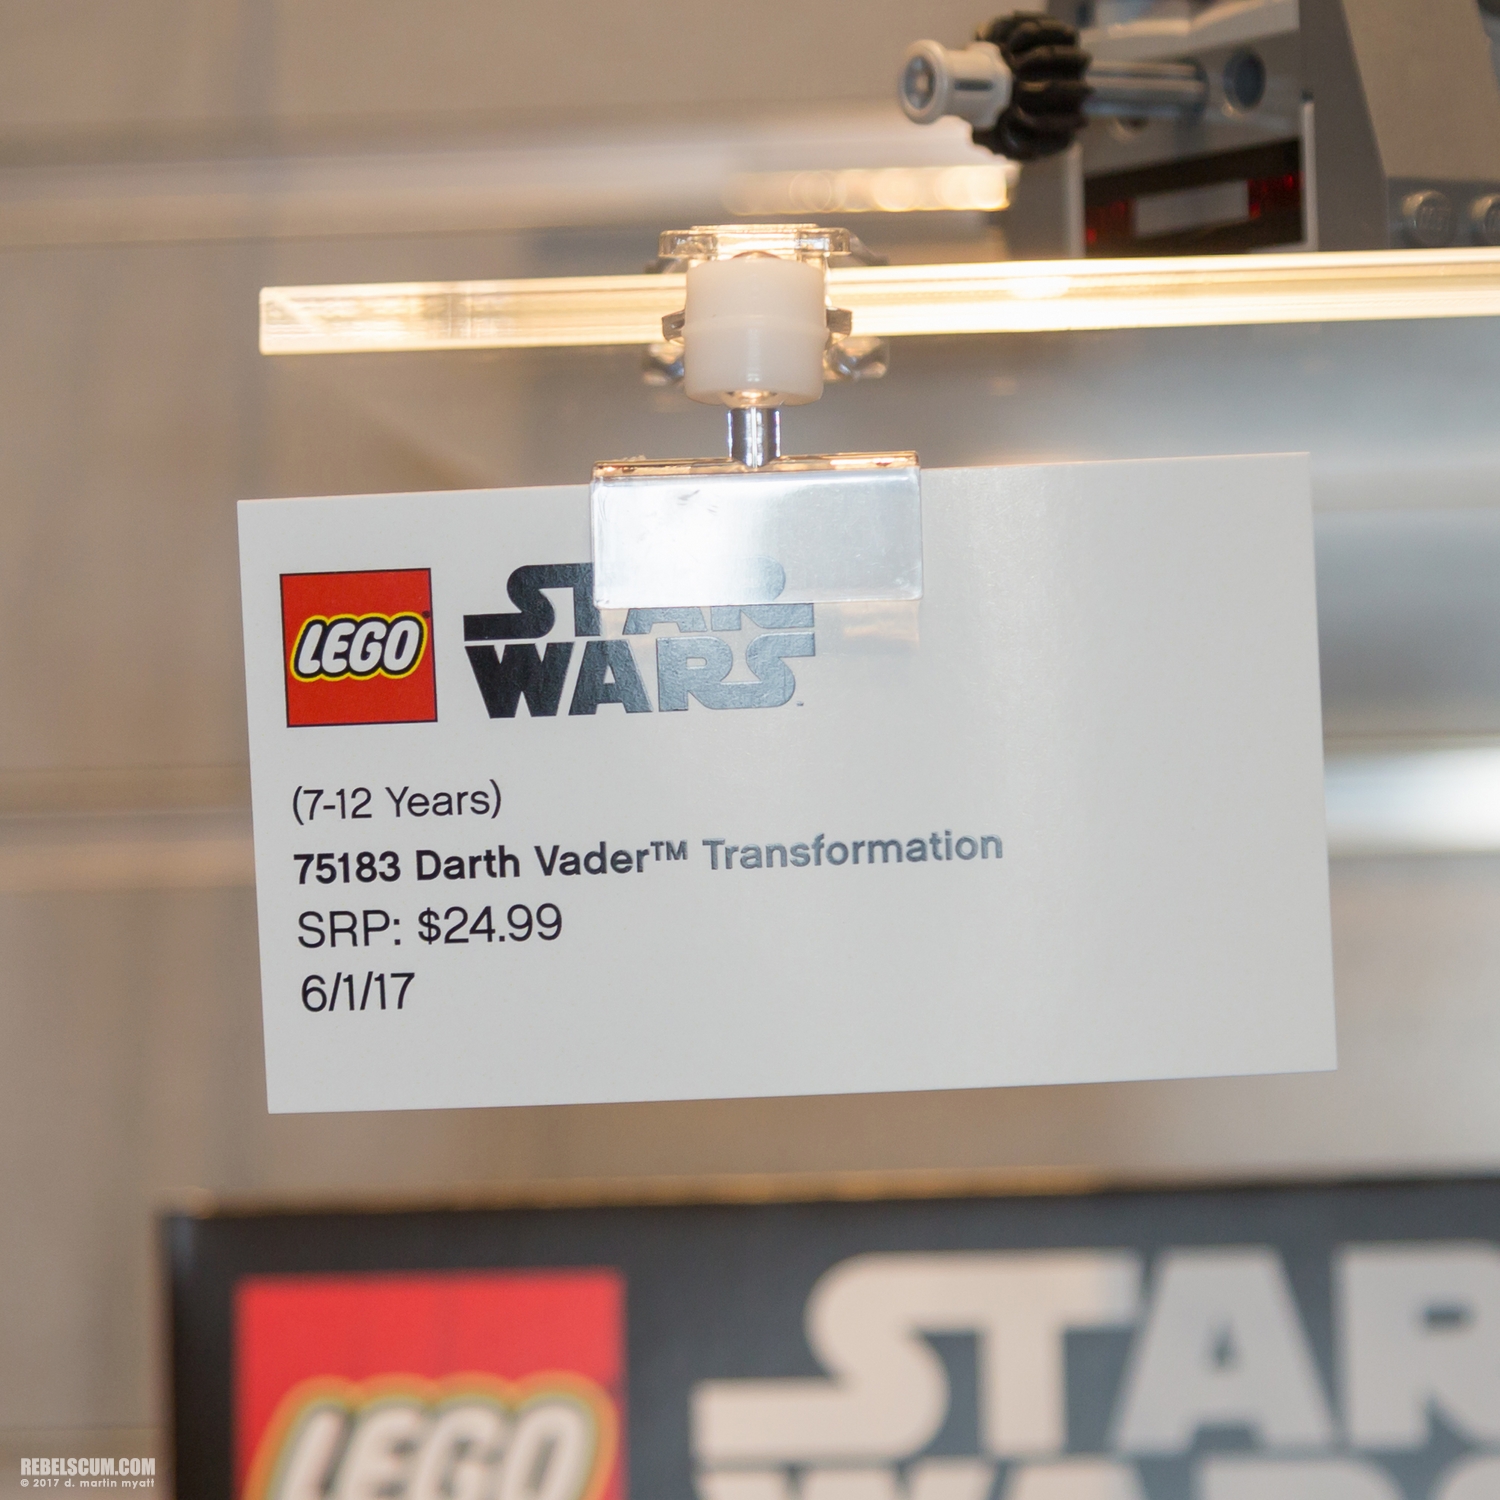 LEGO
STAR
WARS
(7-12 Years)
75183 Darth Vader™ Transformation
SRP: $24.99
6/1/17
LEGO
STAR
WARS
REBELSCUM.COM
© 2017 d. martin myatt